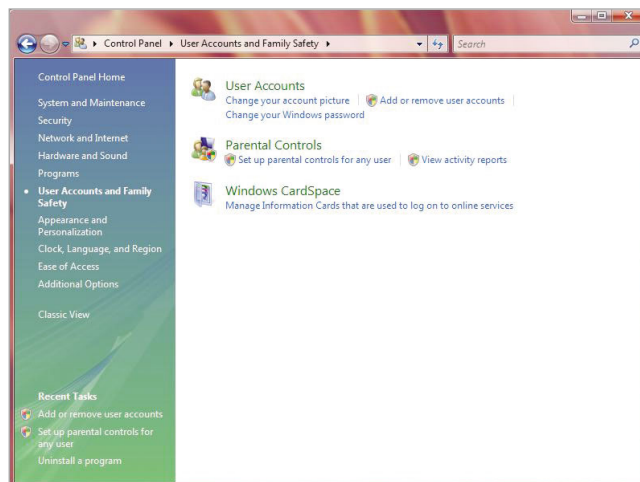 Control Panel ▸ User Accounts and Family Safety ▸
Search
Control Panel Home
System and Maintenance
Security
Network and Internet
Hardware and Sound
Programs
User Accounts and Family
Safety
Appearance and
Personalization
Clock, Language, and Region
Ease of Access
Additional Options
Classic View
Recent Tasks
Add or remove user accounts
Set up parental controls for
any user
Uninstall a program
User Accounts
Change your account picture Add or remove user accounts
Change your Windows password
Parental Controls
Set up parental controls for any user View activity reports
Windows CardSpace
Manage Information Cards that are used to log on to online services